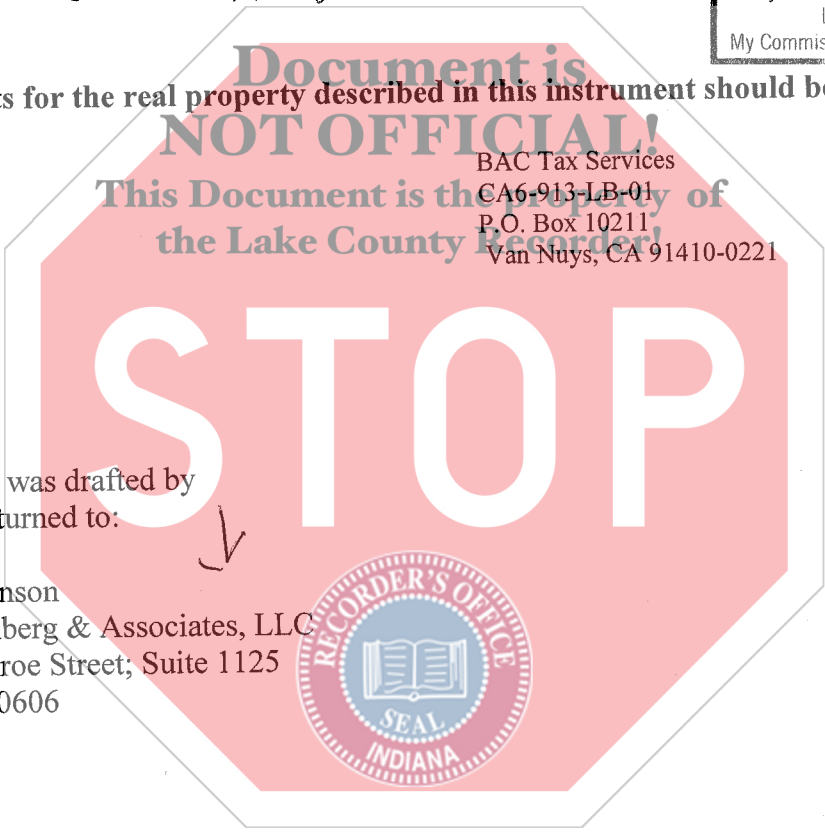 My Commis
Document is
ts for the real property described in this instrument should be
NOT OFFICIAL!
BAC Tax Services
This Document is the property of
CA6-913-LB-01
P.O. Box 10211
the Lake County Recorder!
Van Nuys, CA 91410-0221
STOP
was drafted by
turned to:
nson
berg & Associates, LLC
roe Street; Suite 1125
0606
RECORDER'S OFFICE
SEAL
INDIANA